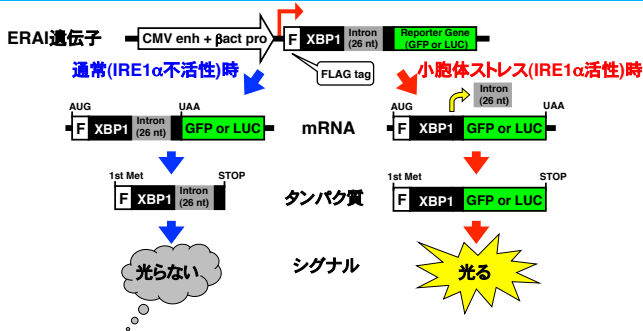 ERAI遺伝子
CMV enh + βact pro
F
XBP1
Intron
(26 nt)
Reporter Gene
(GFP or LUC)
FLAG tag
通常(IRE1α不活性)時
小胞体ストレス(IRE1α活性)時
Intron
(26 nt)
AUG
UAA
F
XBP1
Intron
(26 nt)
GFP or LUC
mRNA
AUG
UAA
F
XBP1
GFP or LUC
1st Met
STOP
F
XBP1
Intron
(26 nt)
タンパク質
1st Met
STOP
F
XBP1
GFP or LUC
光らない
シグナル
光る